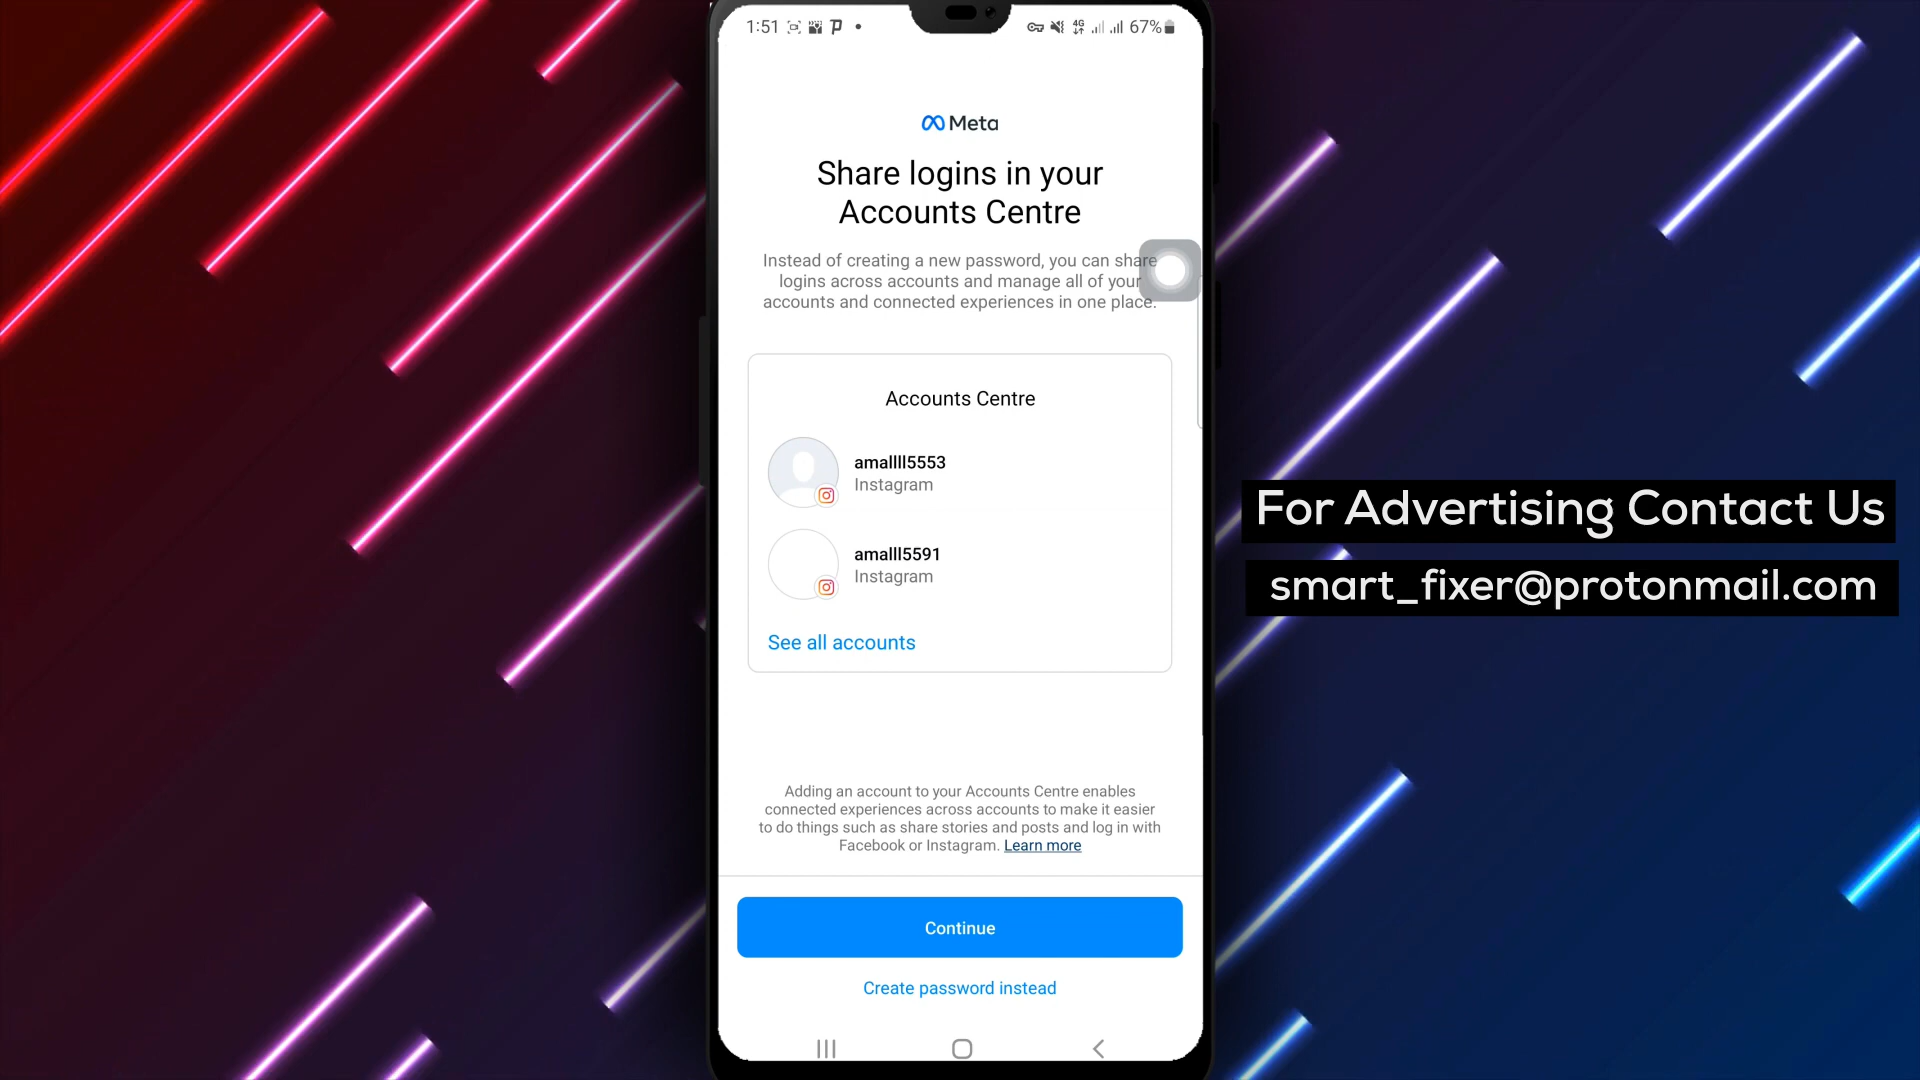 1:51
4G
67%
Meta
Share logins in your
Accounts Centre
Instead of creating a new password, you can share
logins across accounts and manage all of your
accounts and connected experiences in one place.
Accounts Centre
amallll5553
Instagram
amalll5591
Instagram
See all accounts
Adding an account to your Accounts Centre enables
connected experiences across accounts to make it easier
to do things such as share stories and posts and log in with
Facebook or Instagram. Learn more
Continue
Create password instead
For Advertising Contact Us
smart_fixer@protonmail.com